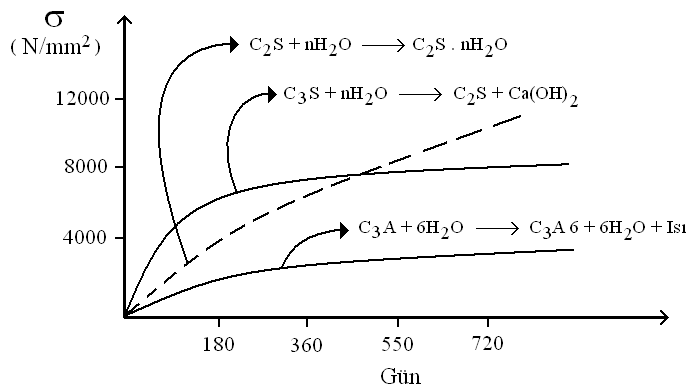 σ
( N/mm²)
C₂S + nH₂O → C₂S . nH₂O
12000
C₃S + nH₂O → C₂S + Ca(OH)₂
8000
4000
C₃A + 6H₂O → C₃A 6 + 6H₂O + Isı
180 360 550 720
Gün